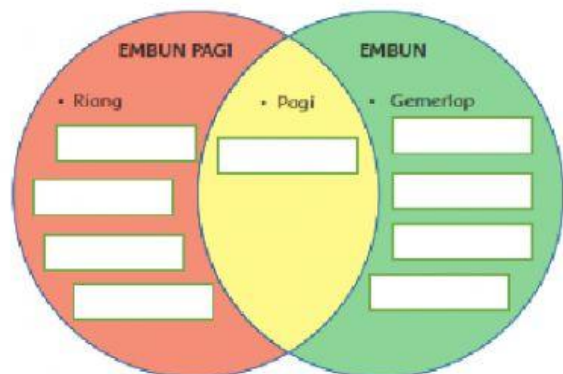 EMBUN PAGI
EMBUN
• Riang
• Pagi
• Gemerlap